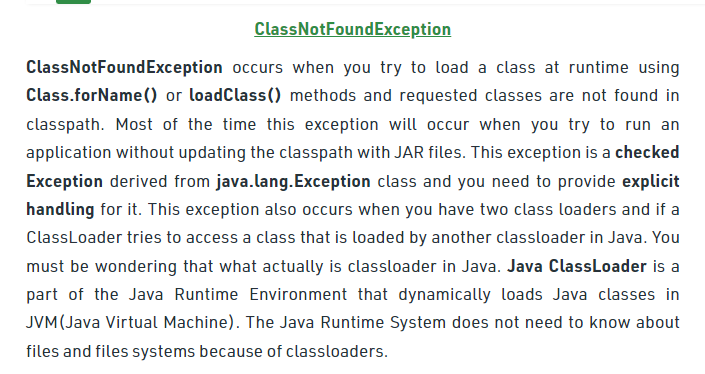 ClassNotFoundException
ClassNotFoundException occurs when you try to load a class at runtime using
Class.forName() or loadClass() methods and requested classes are not found in
classpath. Most of the time this exception will occur when you try to run an
application without updating the classpath with JAR files. This exception is a checked
Exception derived from java.lang.Exception class and you need to provide explicit
handling for it. This exception also occurs when you have two class loaders and if a
ClassLoader tries to access a class that is loaded by another classloader in Java. You
must be wondering that what actually is classloader in Java. Java ClassLoader is a
part of the Java Runtime Environment that dynamically loads Java classes in
JVM(Java Virtual Machine). The Java Runtime System does not need to know about
files and files systems because of classloaders.